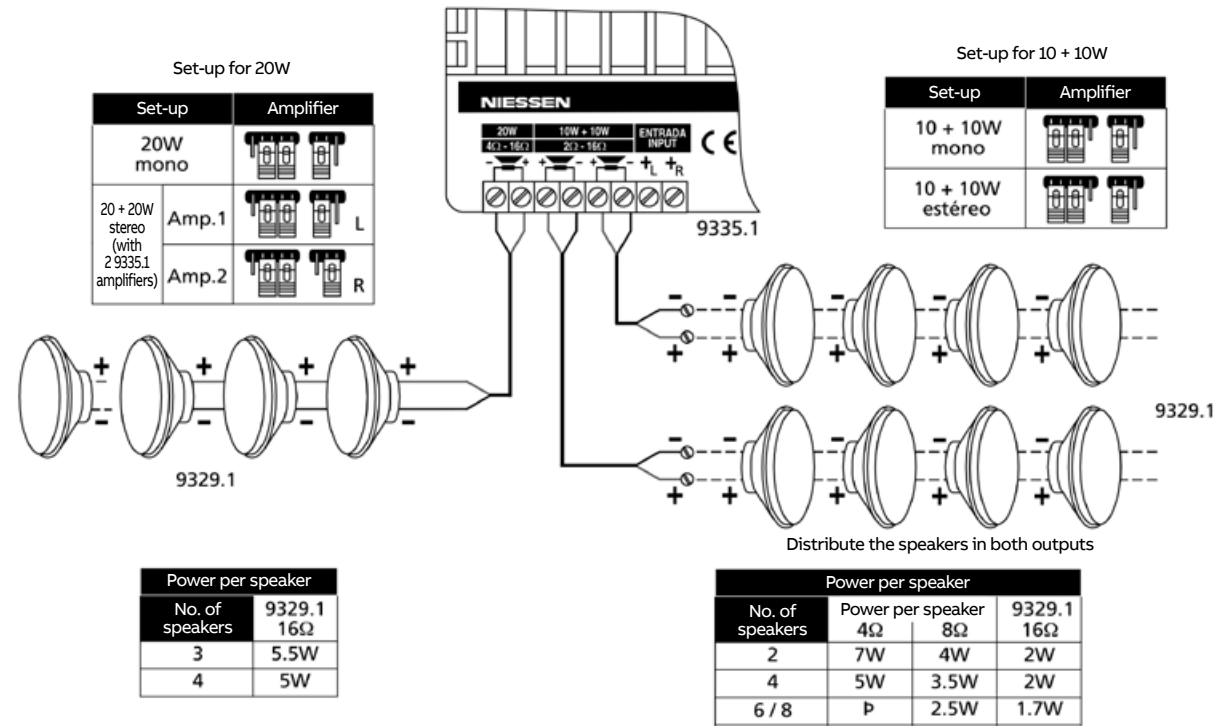 Set-up for 20W
Set-up Amplifier
20W
mono
20 + 20W
stereo
(with
2 9335.1
amplifiers)
Amp.1 L
Amp.2 R
NIESSEN
20W 10W + 10W ENTRADA
4Ω - 16Ω 2Ω - 16Ω INPUT CE
- + + - + - + L + R
9335.1
Set-up for 10 + 10W
Set-up Amplifier
10 + 10W
mono
10 + 10W
estéreo
- - - - -
+ + + + +
+ + + +
- - - -
9329.1
9329.1
- - - - -
+ + + + +
Distribute the speakers in both outputs
Power per speaker
No. of
speakers
9329.1
16Ω
3 5.5W
4 5W
Power per speaker
No. of
speakers
Power per speaker
4Ω 8Ω
9329.1
16Ω
2 7W 4W 2W
4 5W 3.5W 2W
6 / 8 Þ 2.5W 1.7W